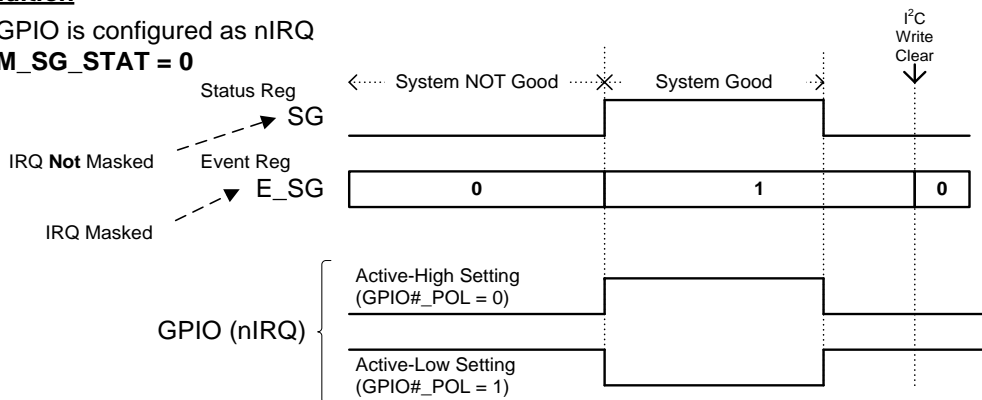 GPIO is configured as nIRQ
M_SG_STAT = 0
I²C
Write
Clear
System NOT Good
System Good
Status Reg
SG
IRQ Not Masked
Event Reg
E_SG
0
1
0
IRQ Masked
Active-High Setting
(GPIO#_POL = 0)
GPIO (nIRQ)
Active-Low Setting
(GPIO#_POL = 1)